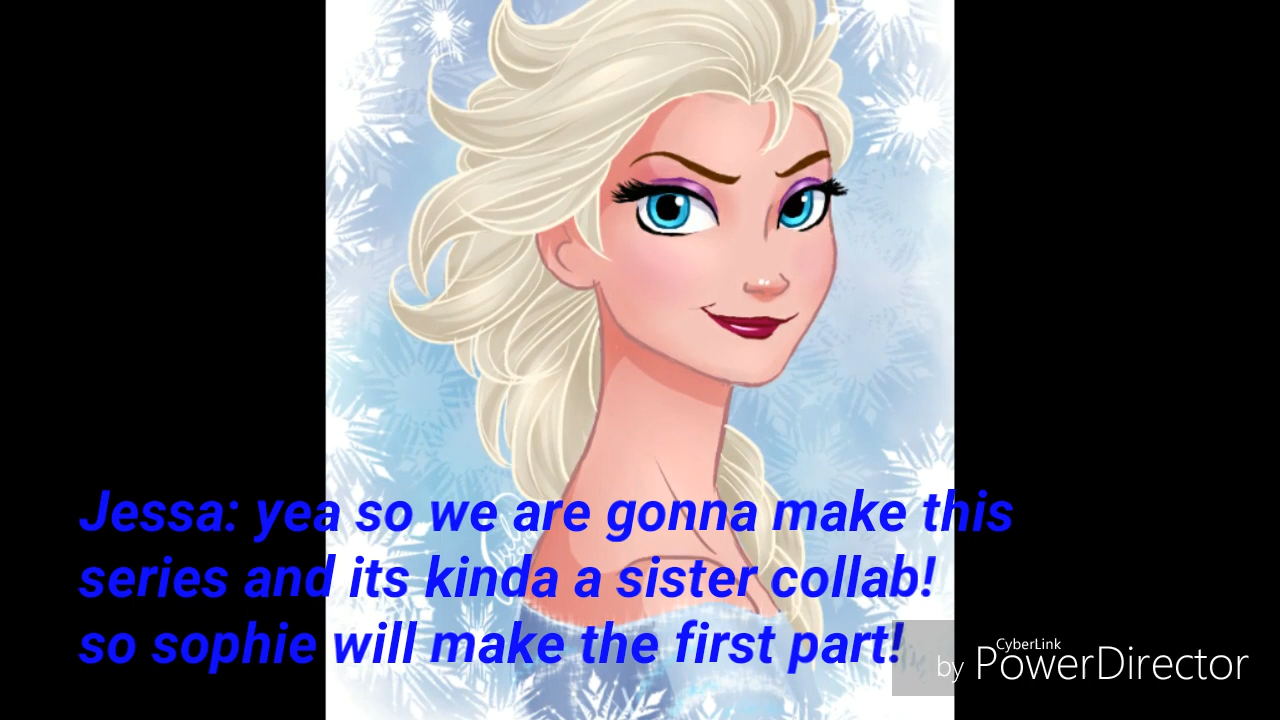 Jessa: yea so we are gonna make this
series and its kinda a sister collab!
so sophie will make the first part!
CyberLink
by PowerDirector